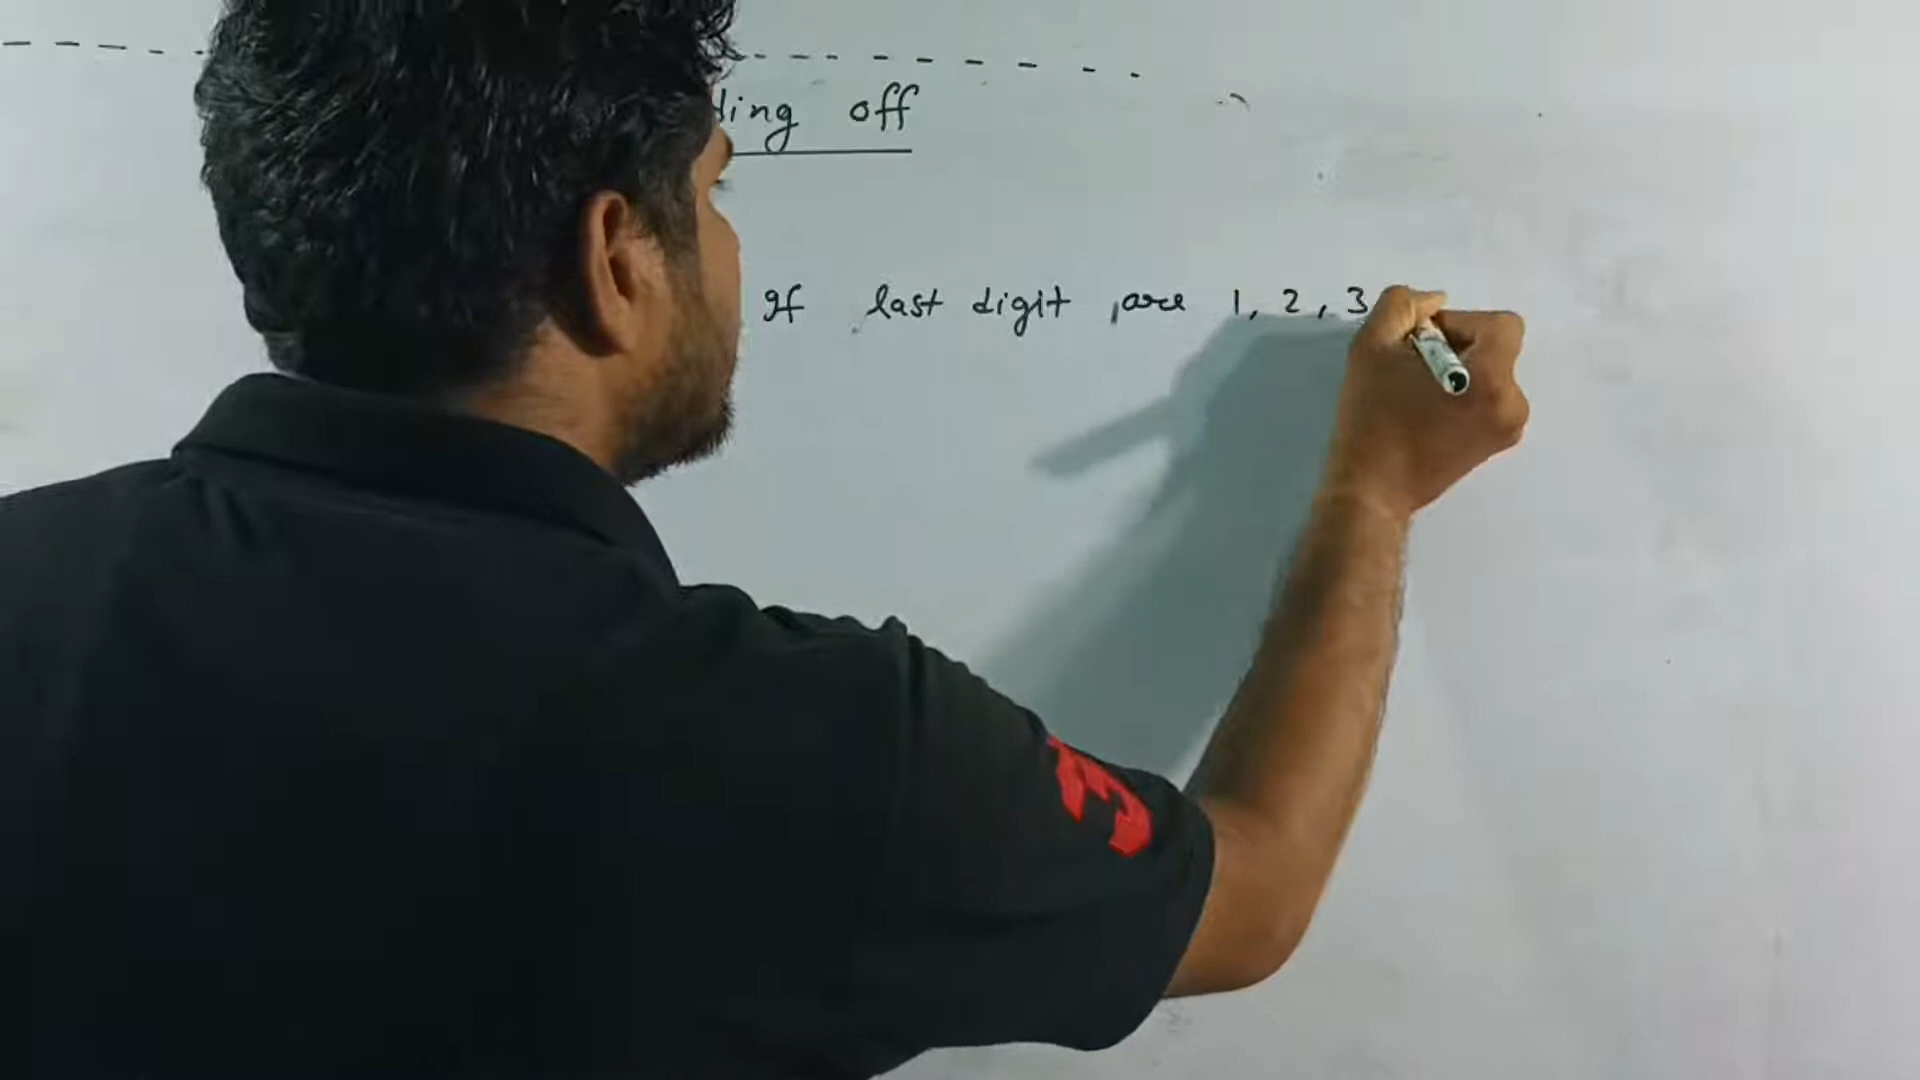 ding off
If last digit are 1, 2, 3